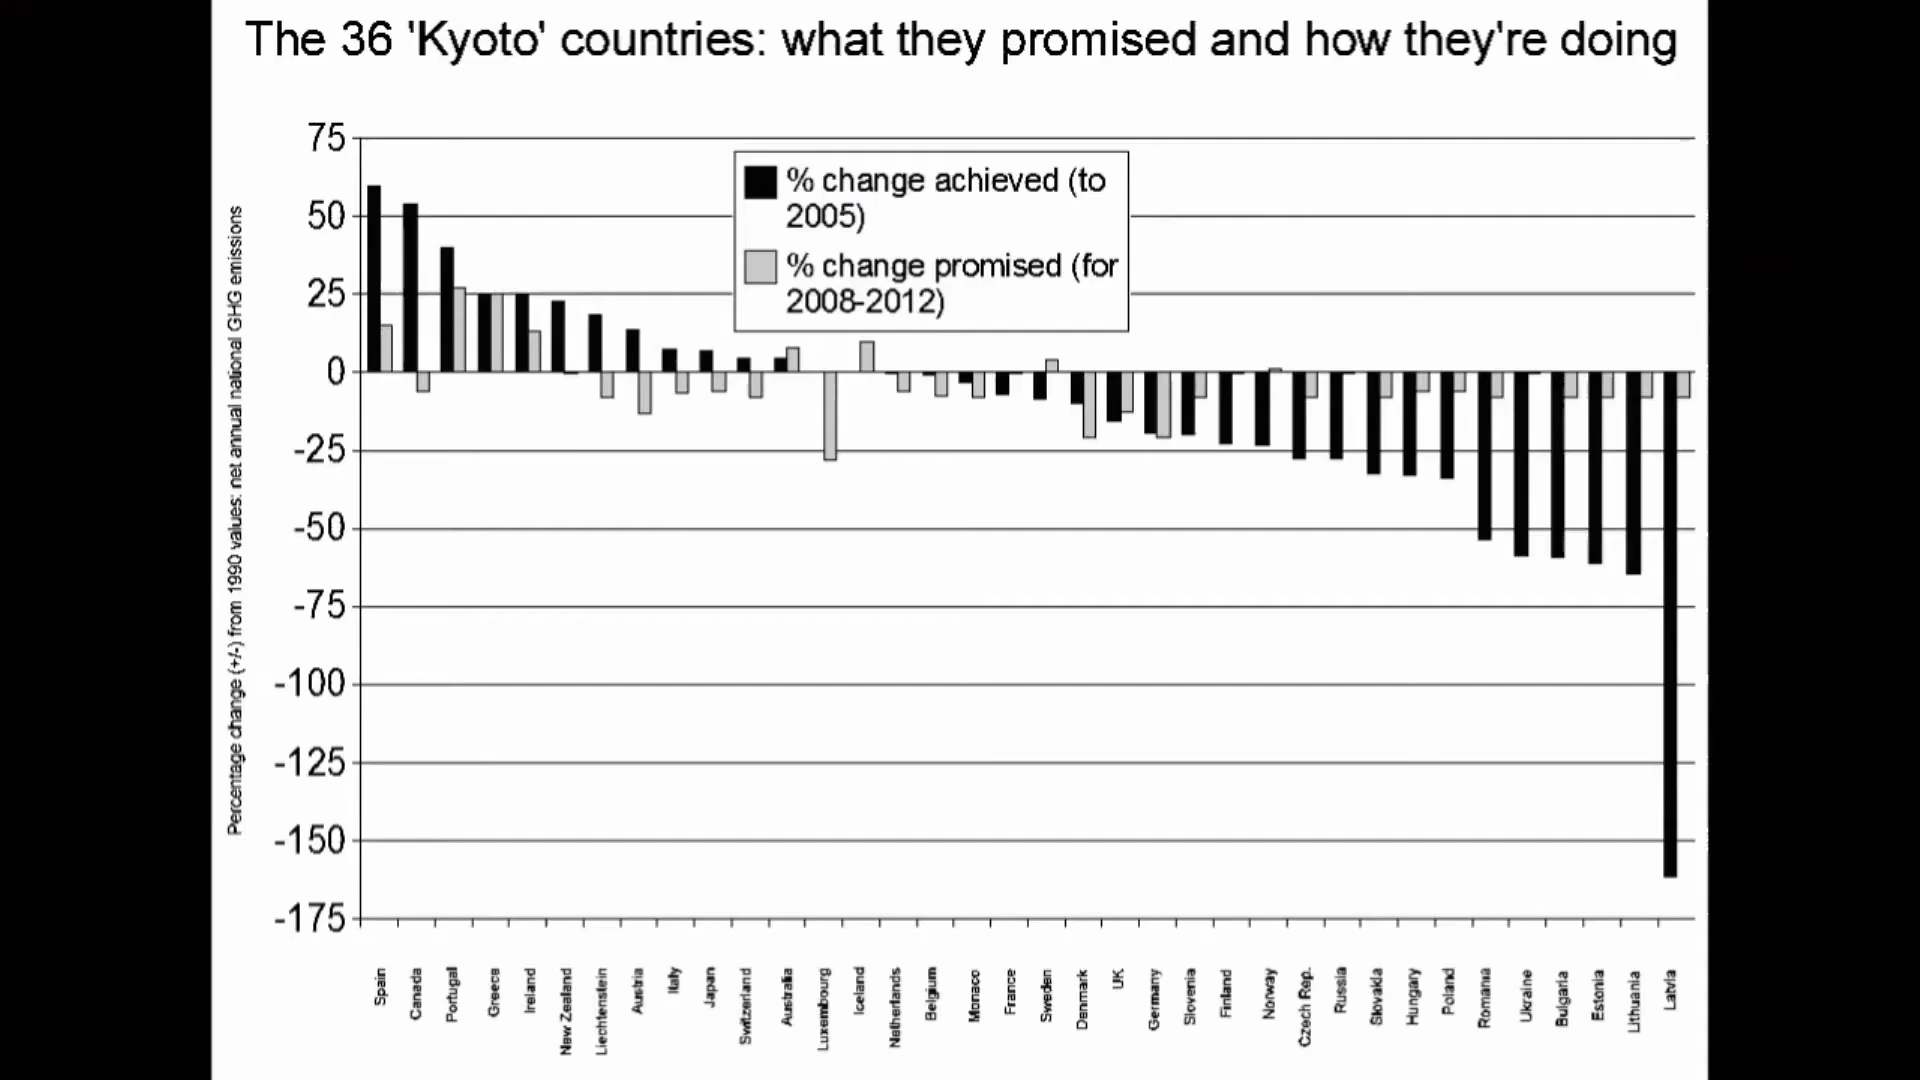 The 36 'Kyoto' countries: what they promised and how they're doing
% change achieved (to
2005)
% change promised (for
2008-2012)
Percentage change (+/-) from 1990 values: net annual national GHG emissions
75
50
25
0
-25
-50
-75
-100
-125
-150
-175
Spain
Canada
Portugal
Greece
Ireland
New Zealand
Liechtenstein
Austria
Italy
Japan
Switzerland
Australia
Luxembourg
Iceland
Netherlands
Belgium
Monaco
France
Sweden
Denmark
UK
Germany
Slovenia
Finland
Norway
Czech Rep.
Russia
Slovakia
Hungary
Poland
Romania
Ukraine
Bulgaria
Estonia
Lithuania
Latvia